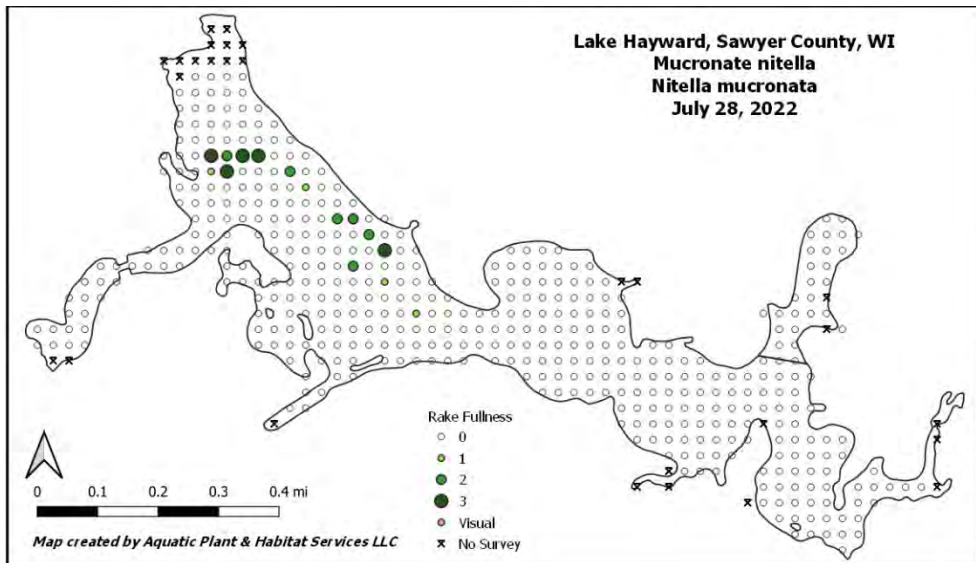 Lake Hayward, Sawyer County, WI
Mucronate nitella
Nitella mucronata
July 28, 2022
Rake Fullness
0
1
2
3
Visual
No Survey
0 0.1 0.2 0.3 0.4 mi
Map created by Aquatic Plant & Habitat Services LLC